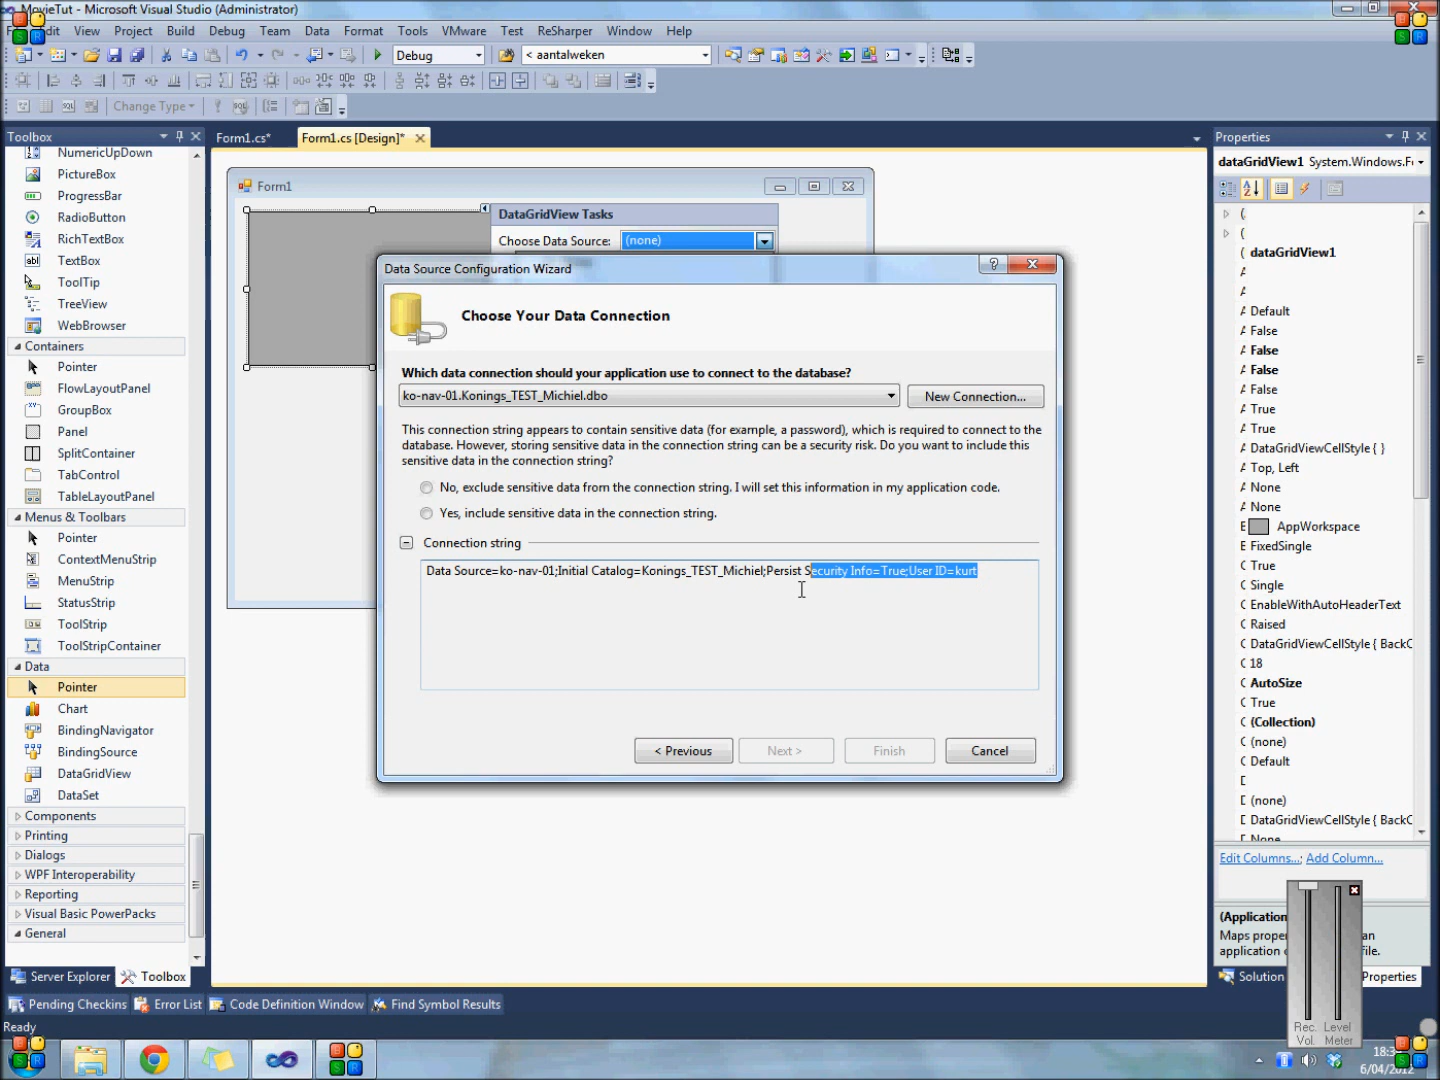 MovieTut - Microsoft Visual Studio (Administrator)
View Project Build Debug Team Data Format Tools VMware Test ReSharper Window Help
Debug < aantalweken
Change Type
Toolbox
Form1.cs* Form1.cs [Design]*
Properties
NumericUpDown
PictureBox
ProgressBar
RadioButton
RichTextBox
TextBox
ToolTip
TreeView
WebBrowser
Containers
Pointer
FlowLayoutPanel
GroupBox
Panel
SplitContainer
TabControl
TableLayoutPanel
Menus & Toolbars
Pointer
ContextMenuStrip
MenuStrip
StatusStrip
ToolStrip
ToolStripContainer
Data
Pointer
Chart
BindingNavigator
BindingSource
DataGridView
DataSet
Components
Printing
Dialogs
WPF Interoperability
Reporting
Visual Basic PowerPacks
General
Server Explorer Toolbox
Form1
DataGridView Tasks
Choose Data Source: (none)
Data Source Configuration Wizard
Choose Your Data Connection
Which data connection should your application use to connect to the database?
ko-nav-01.Konings_TEST_Michiel.dbo New Connection...
This connection string appears to contain sensitive data (for example, a password), which is required to connect to the
database. However, storing sensitive data in the connection string can be a security risk. Do you want to include this
sensitive data in the connection string?
No, exclude sensitive data from the connection string. I will set this information in my application code.
Yes, include sensitive data in the connection string.
Connection string
Data Source=ko-nav-01;Initial Catalog=Konings_TEST_Michiel;Persist Security Info=True;User ID=kurt
< Previous Next > Finish Cancel
dataGridView1 System.Windows.F
(
(
( dataGridView1
A
A
A Default
A False
A False
A False
A False
A True
A True
A DataGridViewCellStyle { }
A Top, Left
A None
A None
E AppWorkspace
E FixedSingle
C Single
C EnableWithAutoHeaderText
C Raised
C DataGridViewCellStyle { BackC
C 18
C AutoSize
C True
C (Collection)
C (none)
C Default
D
D (none)
D DataGridViewCellStyle { BackC
D None
Edit Columns..., Add Column...
(Application
Maps prope an
application file.
Solution Properties
Rec. Level
Vol. Meter
Pending Checkins Error List Code Definition Window Find Symbol Results
Ready
18:3
6/04/2012